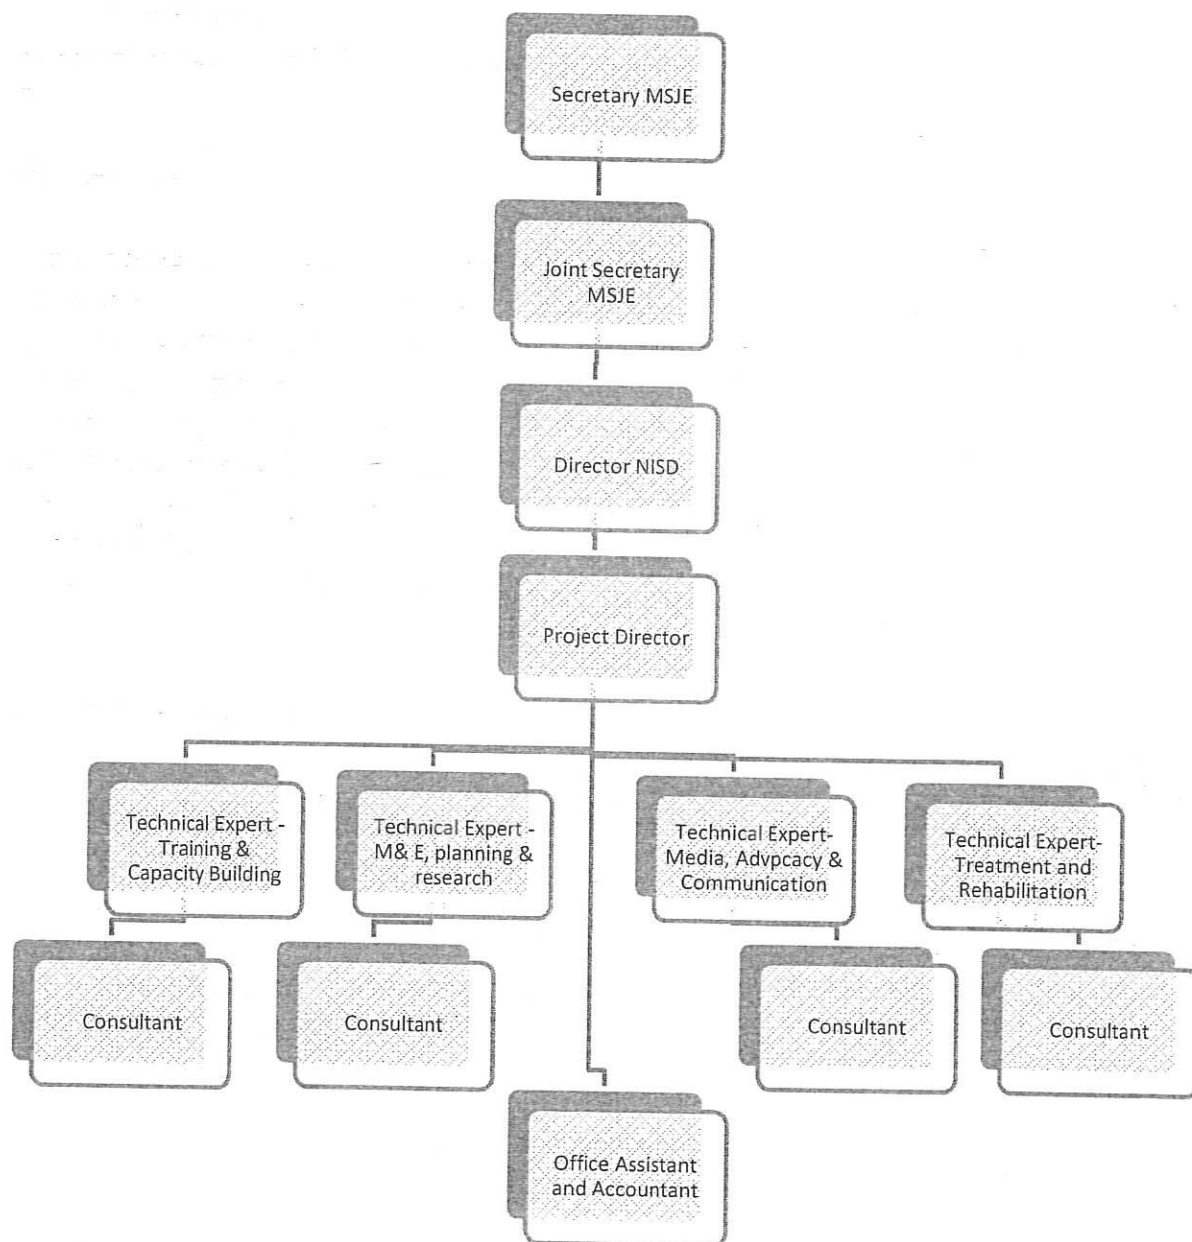 Secretary MSJE
Joint Secretary
MSJE
Director NISD
Project Director
Technical Expert -
Training &
Capacity Building
Technical Expert -
M& E, planning &
research
Technical Expert-
Media, Advpcacy &
Communication
Technical Expert-
Treatment and
Rehabilitation
Consultant
Consultant
Consultant
Consultant
Office Assistant
and Accountant